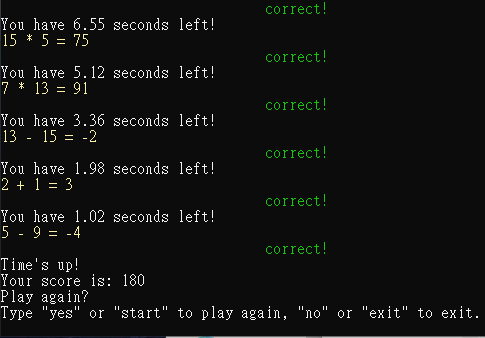 correct!
You have 6.55 seconds left!
15 * 5 = 75
correct!
You have 5.12 seconds left!
7 * 13 = 91
correct!
You have 3.36 seconds left!
13 - 15 = -2
correct!
You have 1.98 seconds left!
2 + 1 = 3
correct!
You have 1.02 seconds left!
5 - 9 = -4
correct!
Time's up!
Your score is: 180
Play again?
Type "yes" or "start" to play again, "no" or "exit" to exit.